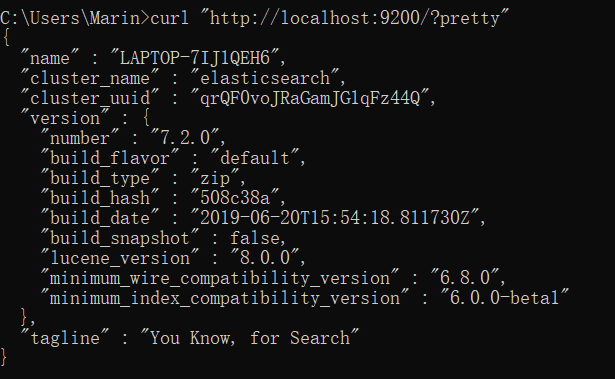 C:\Users\Marin>curl "http://localhost:9200/?pretty"
{
  "name" : "LAPTOP-7IJ1QEH6",
  "cluster_name" : "elasticsearch",
  "cluster_uuid" : "qrQF0voJRaGamJG1qFz44Q",
  "version" : {
    "number" : "7.2.0",
    "build_flavor" : "default",
    "build_type" : "zip",
    "build_hash" : "508c38a",
    "build_date" : "2019-06-20T15:54:18.811730Z",
    "build_snapshot" : false,
    "lucene_version" : "8.0.0",
    "minimum_wire_compatibility_version" : "6.8.0",
    "minimum_index_compatibility_version" : "6.0.0-beta1"
  },
  "tagline" : "You Know, for Search"
}